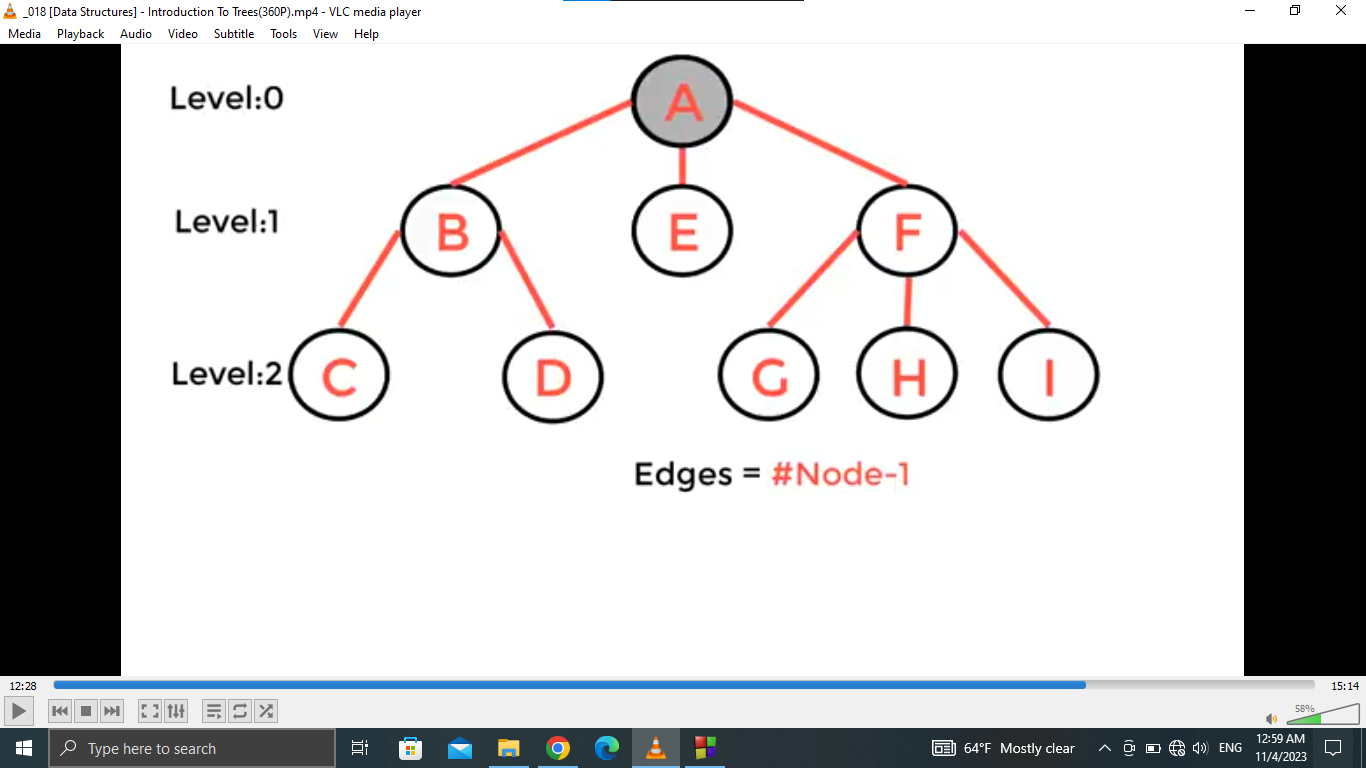 _018 [Data Structures] - Introduction To Trees(360P).mp4 - VLC media player
Media Playback Audio Video Subtitle Tools View Help
Level:0
A
Level:1
B E F
Level:2
C D G H I
Edges = #Node-1
12:28
15:14
58%
Type here to search
64°F Mostly clear
ENG
12:59 AM
11/4/2023